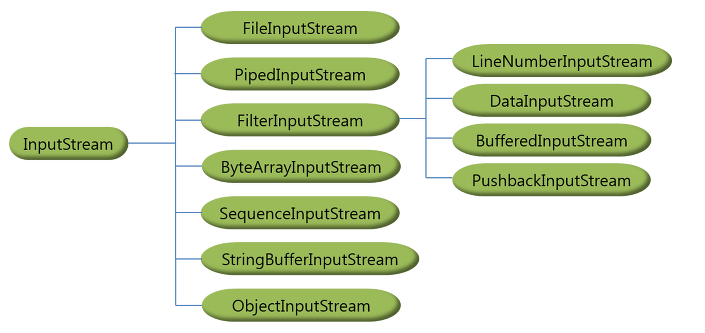 InputStream
FileInputStream
PipedInputStream
FilterInputStream
ByteArrayInputStream
SequenceInputStream
StringBufferInputStream
ObjectInputStream
LineNumberInputStream
DataInputStream
BufferedInputStream
PushbackInputStream